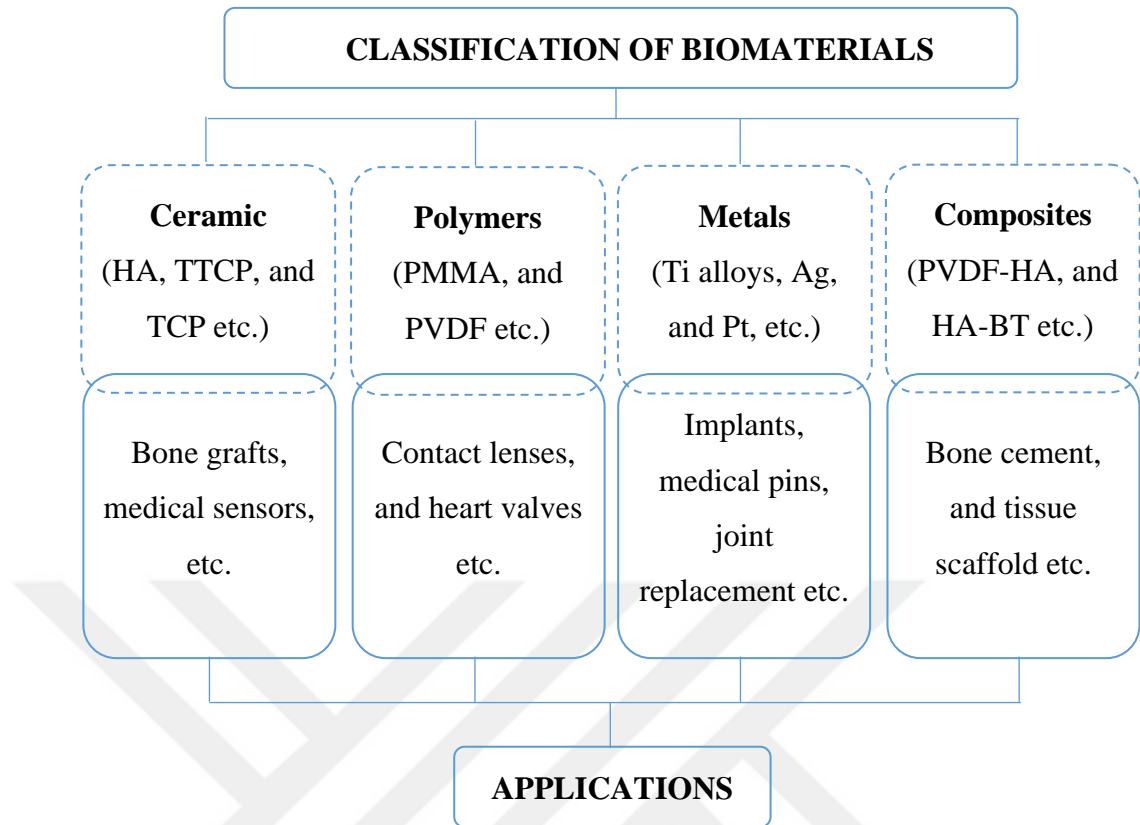 CLASSIFICATION OF BIOMATERIALS
Ceramic
(HA, TTCP, and
TCP etc.)
Polymers
(PMMA, and
PVDF etc.)
Metals
(Ti alloys, Ag,
and Pt, etc.)
Composites
(PVDF-HA, and
HA-BT etc.)
Bone grafts,
medical sensors,
etc.
Contact lenses,
and heart valves
etc.
Implants,
medical pins,
joint
replacement etc.
Bone cement,
and tissue
scaffold etc.
APPLICATIONS